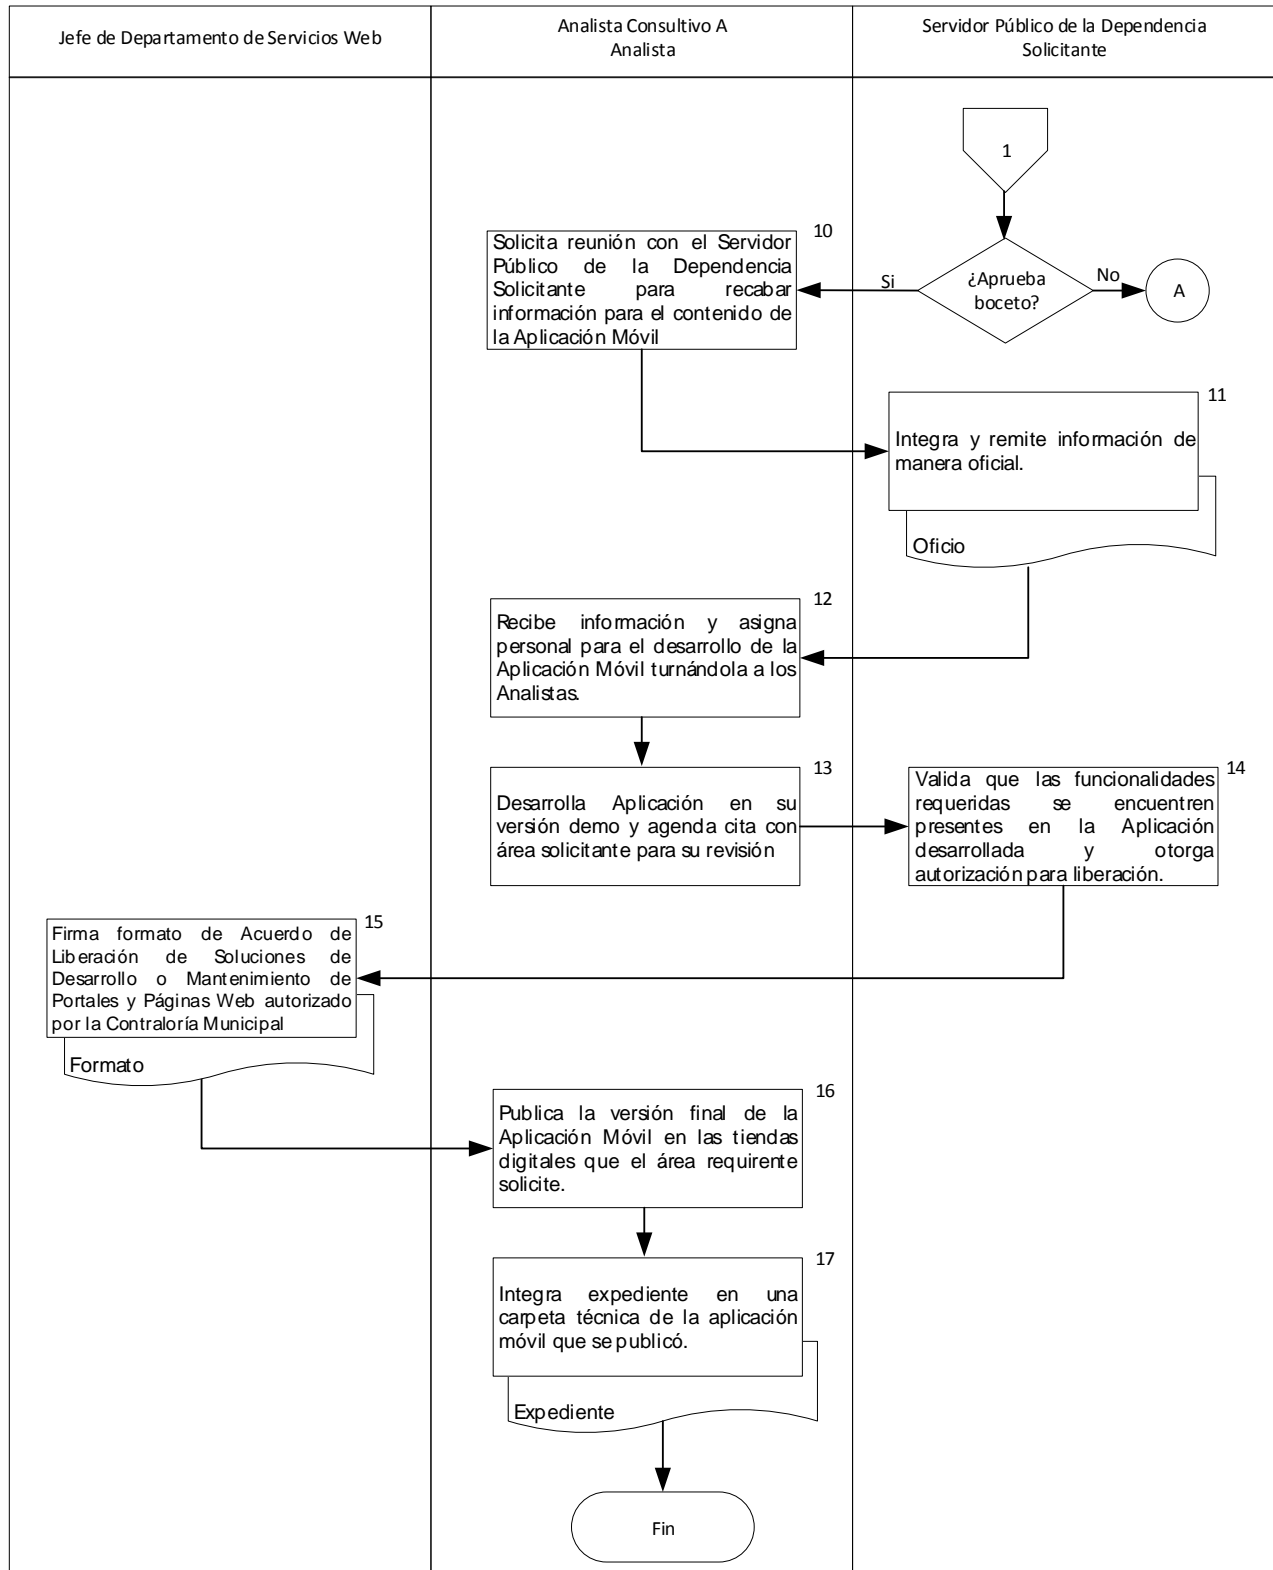 Jefe de Departamento de Servicios Web
Analista Consultivo A
Analista
Servidor Público de la Dependencia
Solicitante
1
¿Aprueba
boceto?
Si
No
A
10
Solicita reunión con el Servidor
Público de la Dependencia
Solicitante para recabar
información para el contenido de
la Aplicación Móvil
11
Integra y remite información de
manera oficial.
Oficio
12
Recibe información y asigna
personal para el desarrollo de la
Aplicación Móvil turnándola a los
Analistas.
13
Desarrolla Aplicación en su
versión demo y agenda cita con
área solicitante para su revisión
14
Valida que las funcionalidades
requeridas se encuentren
presentes en la Aplicación
desarrollada y otorga
autorización para liberación.
15
Firma formato de Acuerdo de
Liberación de Soluciones de
Desarrollo o Mantenimiento de
Portales y Páginas Web autorizado
por la Contraloría Municipal
Formato
16
Publica la versión final de la
Aplicación Móvil en las tiendas
digitales que el área requirente
solicite.
17
Integra expediente en una
carpeta técnica de la aplicación
móvil que se publicó.
Expediente
Fin